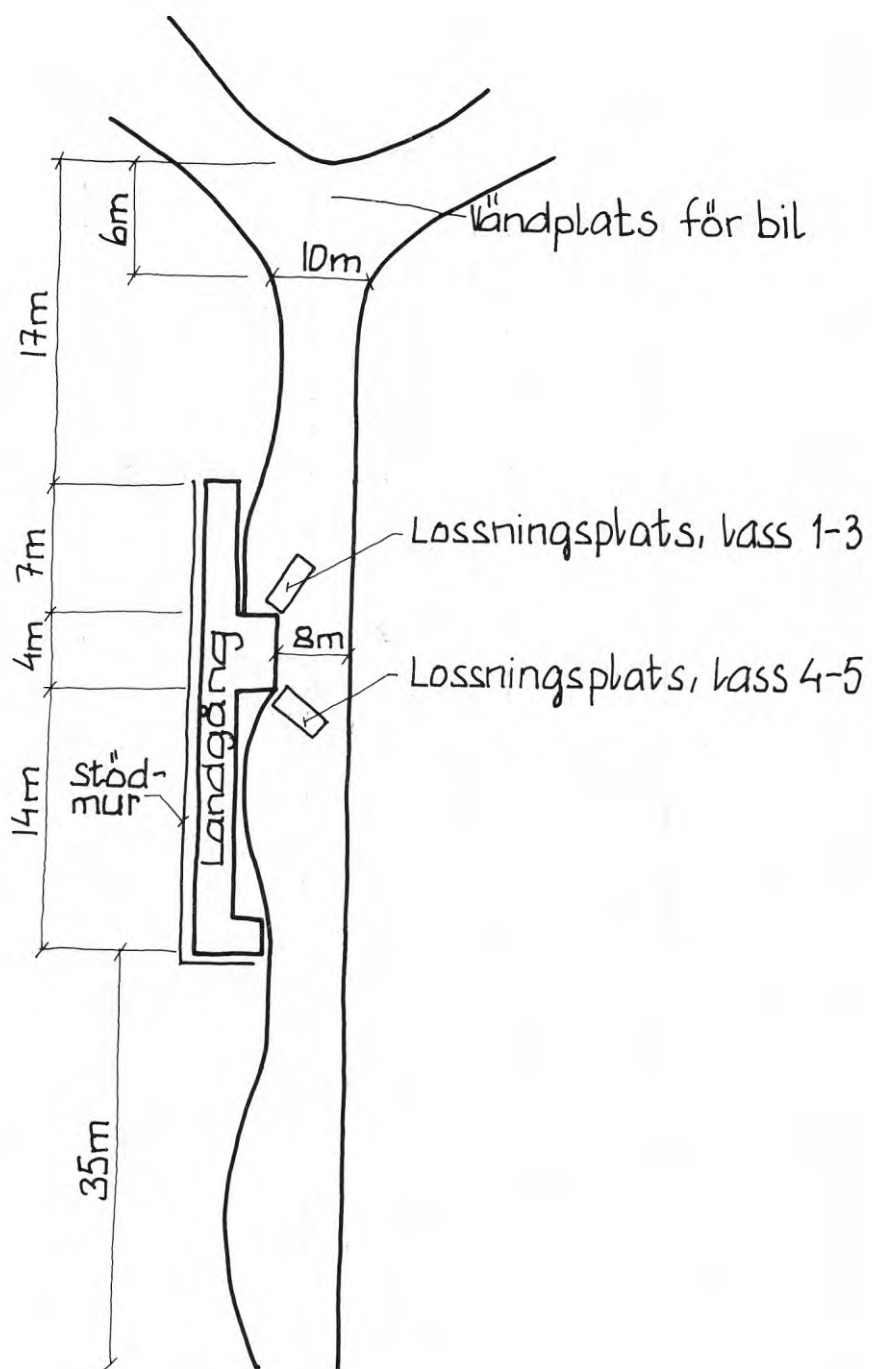 Vändplats för bil
6m
10m
17m
Lossningsplats, lass 1-3
7m
4m
8m
Landgång
Lossningsplats, lass 4-5
14m
stöd-
mur
35m